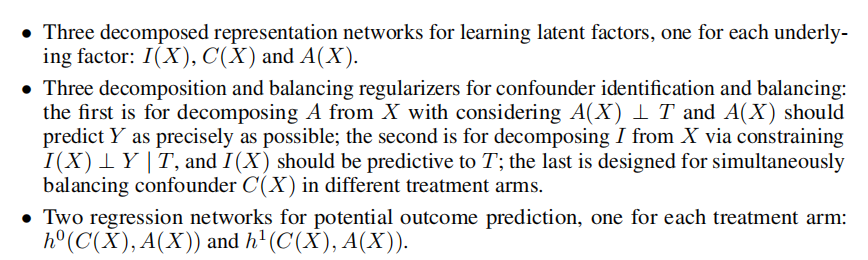 • Three decomposed representation networks for learning latent factors, one for each underly-
ing factor: I(X), C(X) and A(X).
• Three decomposition and balancing regularizers for confounder identification and balancing:
the first is for decomposing A from X with considering A(X) ⊥ T and A(X) should
predict Y as precisely as possible; the second is for decomposing I from X via constraining
I(X) ⊥ Y | T, and I(X) should be predictive to T; the last is designed for simultaneously
balancing confounder C(X) in different treatment arms.
• Two regression networks for potential outcome prediction, one for each treatment arm:
h⁰(C(X), A(X)) and h¹(C(X), A(X)).